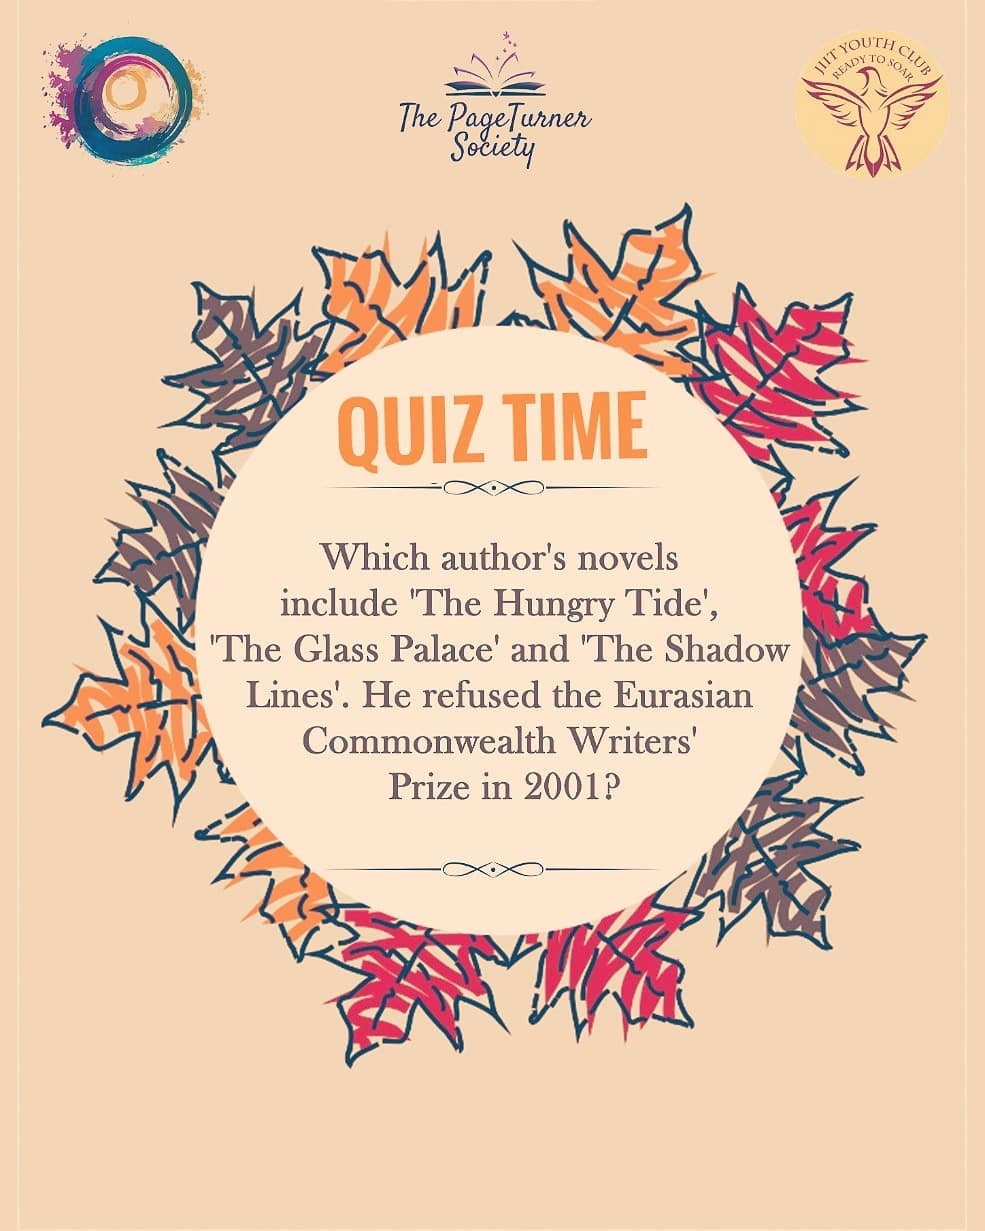 The PageTurner
Society
JIIT YOUTH CLUB
READY TO SOAR
QUIZ TIME
Which author's novels
include 'The Hungry Tide',
'The Glass Palace' and 'The Shadow
Lines'. He refused the Eurasian
Commonwealth Writers'
Prize in 2001?